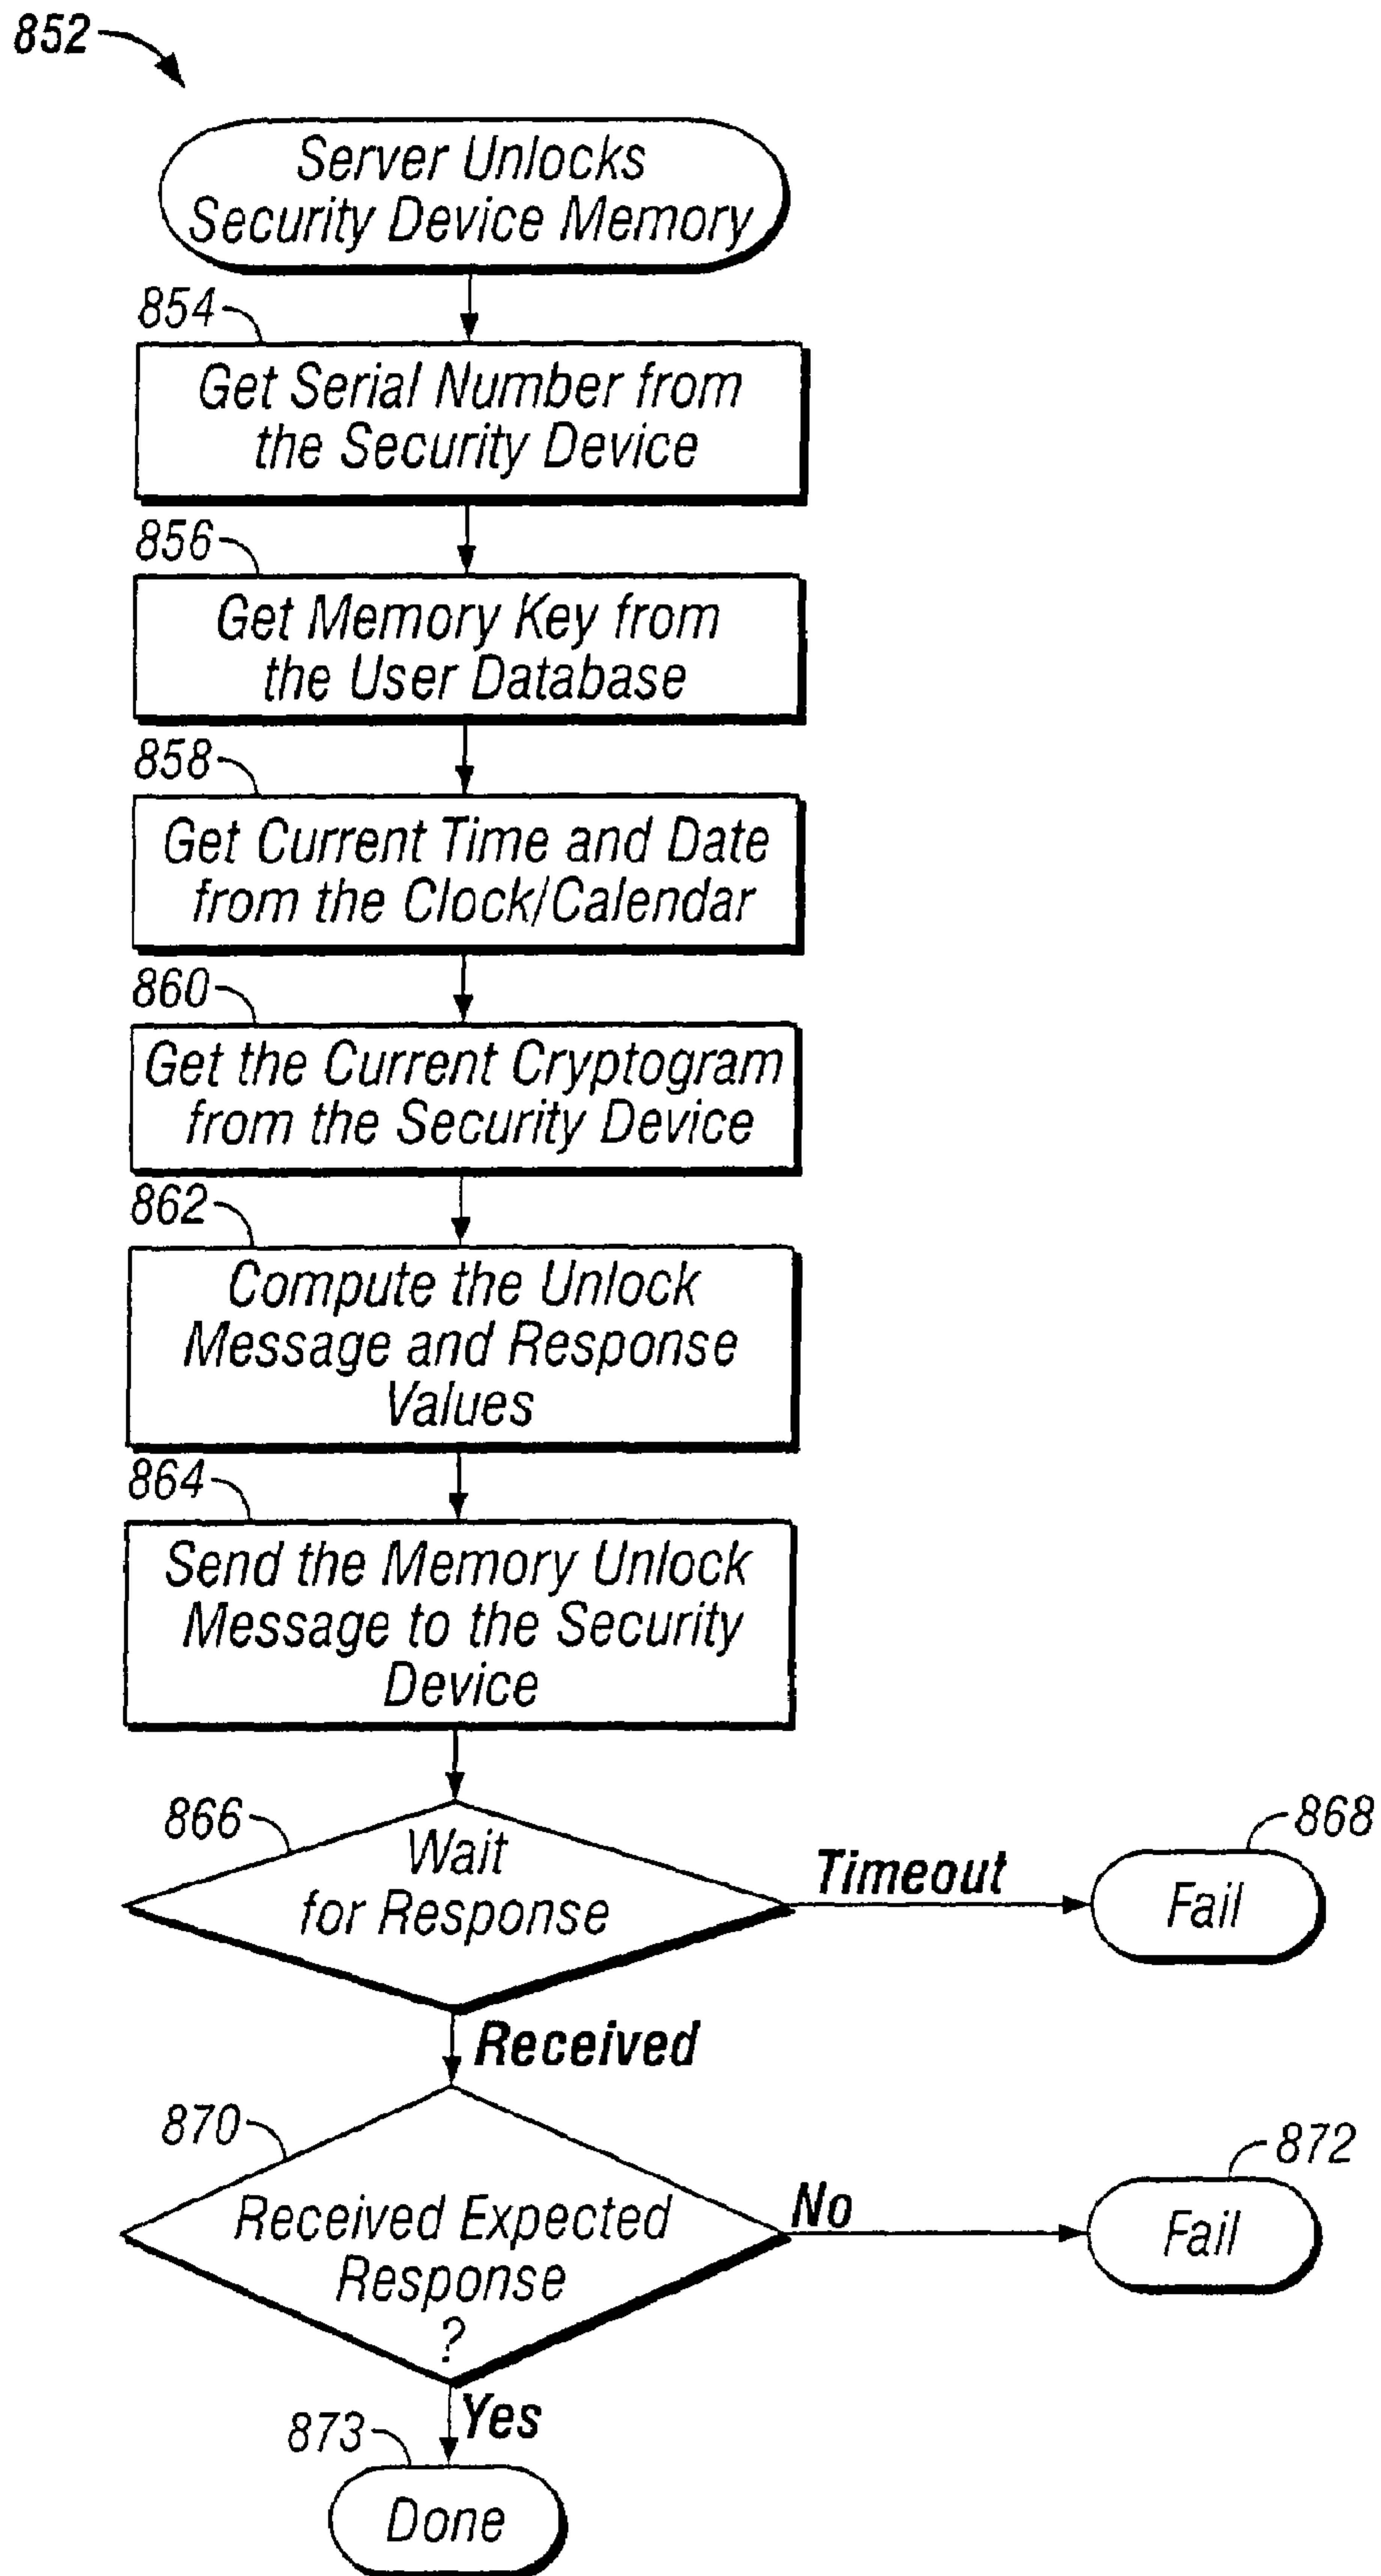 852
Server Unlocks
Security Device Memory
854
Get Serial Number from
the Security Device
856
Get Memory Key from
the User Database
858
Get Current Time and Date
from the Clock/Calendar
860
Get the Current Cryptogram
from the Security Device
862
Compute the Unlock
Message and Response
Values
864
Send the Memory Unlock
Message to the Security
Device
866
Wait
for Response
Timeout
868
Fail
Received
870
Received Expected
Response
?
No
872
Fail
Yes
873
Done